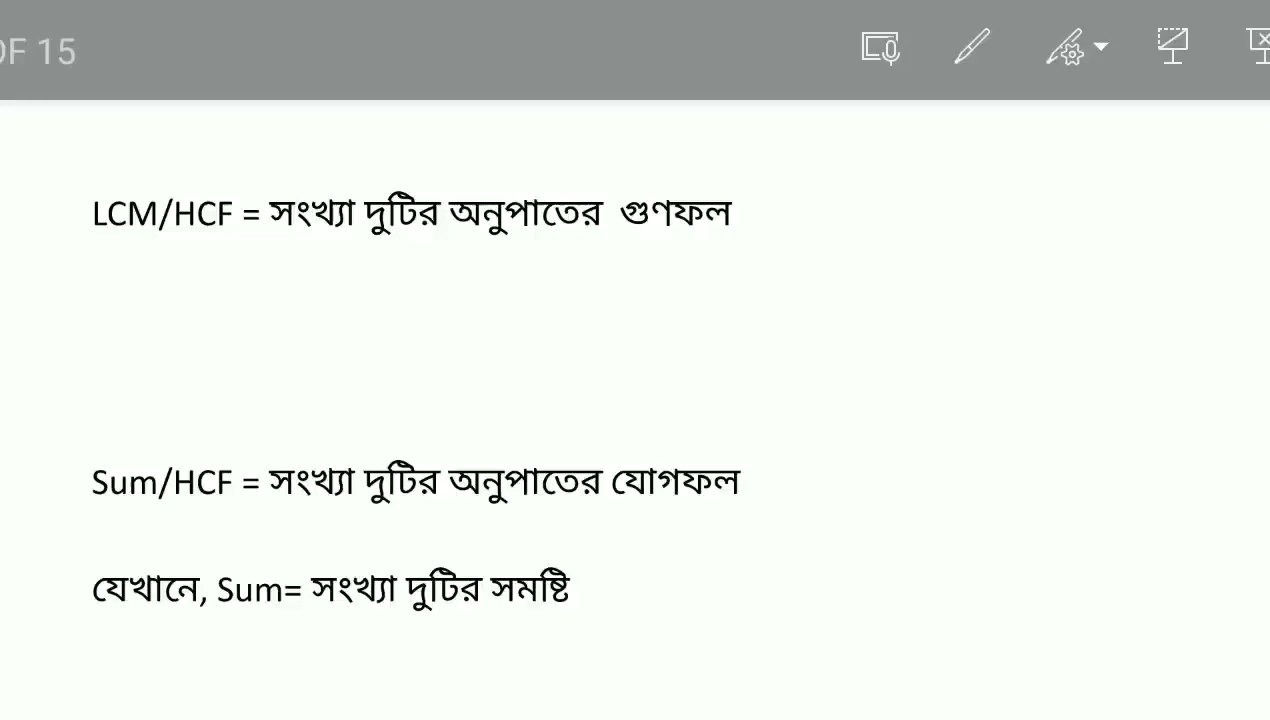 OF 15
LCM/HCF = সংখ্যা দুটির অনুপাতের গুণফল
Sum/HCF = সংখ্যা দুটির অনুপাতের যোগফল
যেখানে, Sum= সংখ্যা দুটির সমষ্টি